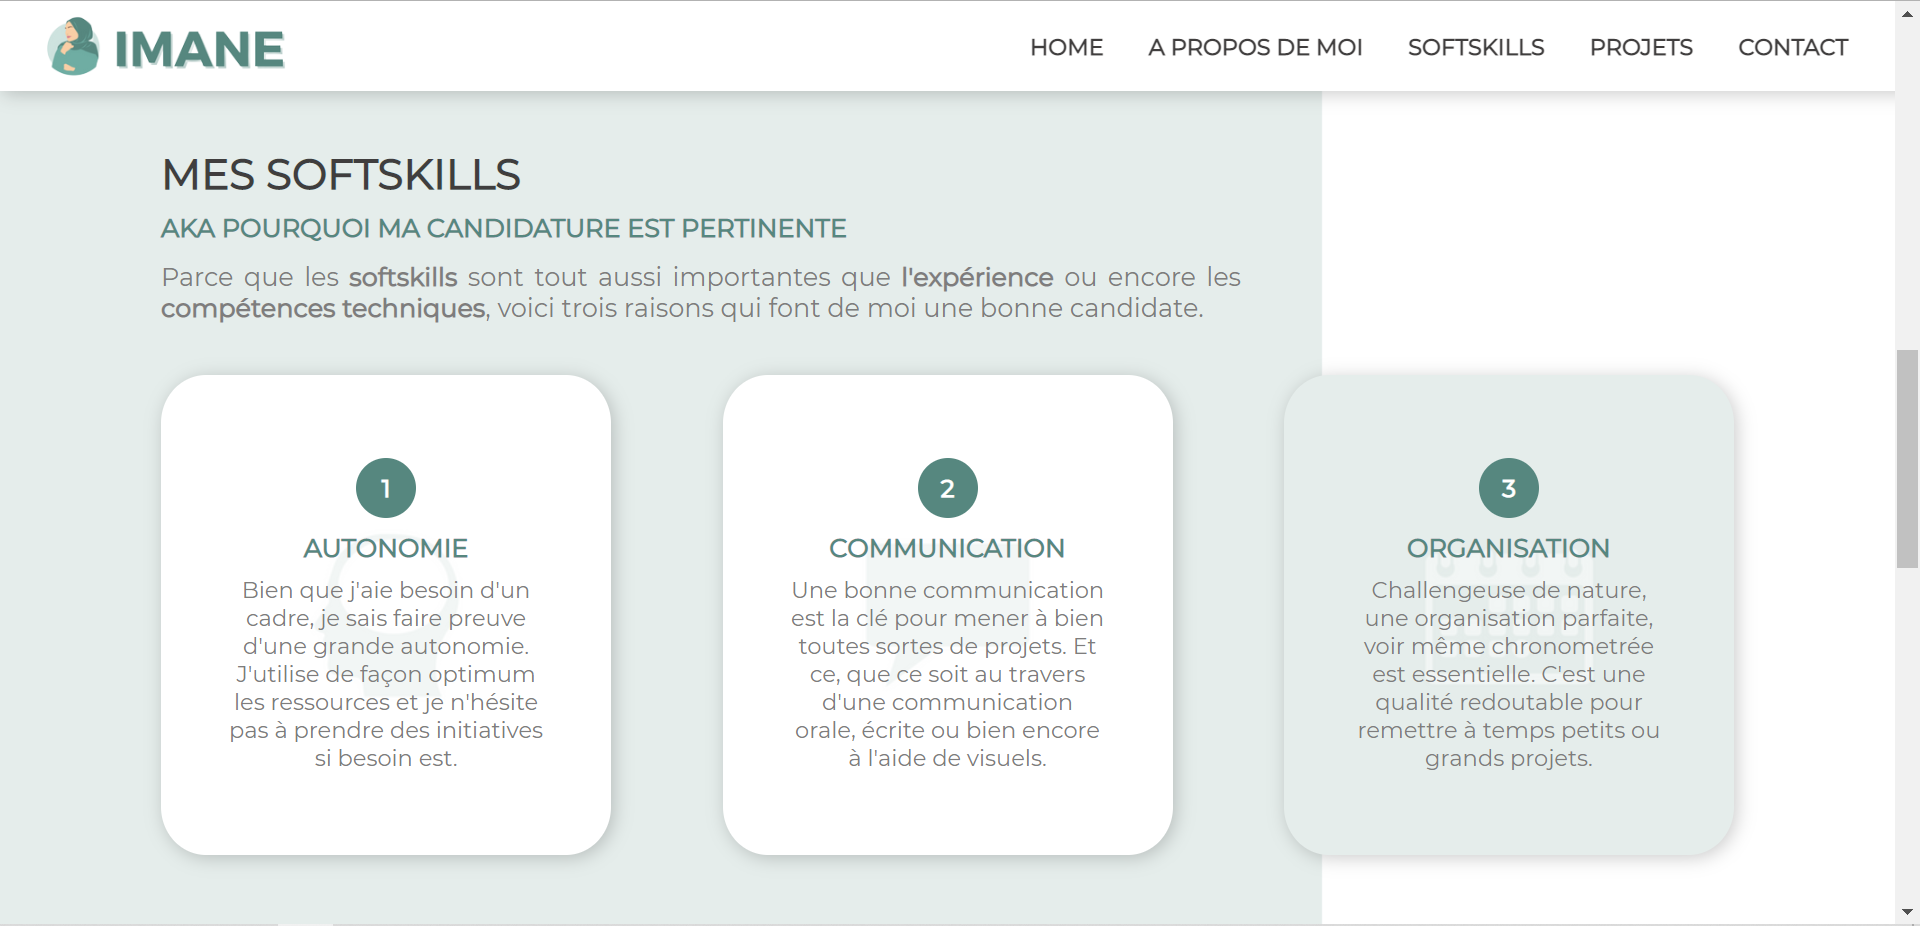 IMANE
HOME A PROPOS DE MOI SOFTSKILLS PROJETS CONTACT
MES SOFTSKILLS
AKA POURQUOI MA CANDIDATURE EST PERTINENTE
Parce que les softskills sont tout aussi importantes que l'expérience ou encore les
compétences techniques, voici trois raisons qui font de moi une bonne candidate.
1
AUTONOMIE
Bien que j'aie besoin d'un
cadre, je sais faire preuve
d'une grande autonomie.
J'utilise de façon optimum
les ressources et je n'hésite
pas à prendre des initiatives
si besoin est.
2
COMMUNICATION
Une bonne communication
est la clé pour mener à bien
toutes sortes de projets. Et
ce, que ce soit au travers
d'une communication
orale, écrite ou bien encore
à l'aide de visuels.
3
ORGANISATION
Challengeuse de nature,
une organisation parfaite,
voir même chronometrée
est essentielle. C'est une
qualité redoutable pour
remettre à temps petits ou
grands projets.